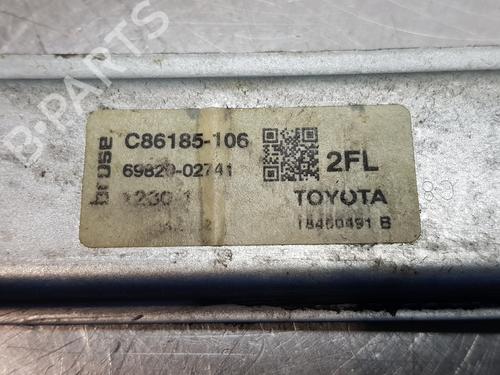 brose
C86185-106
69820-02741
2FL
TOYOTA
18460491 B
B-PARTS